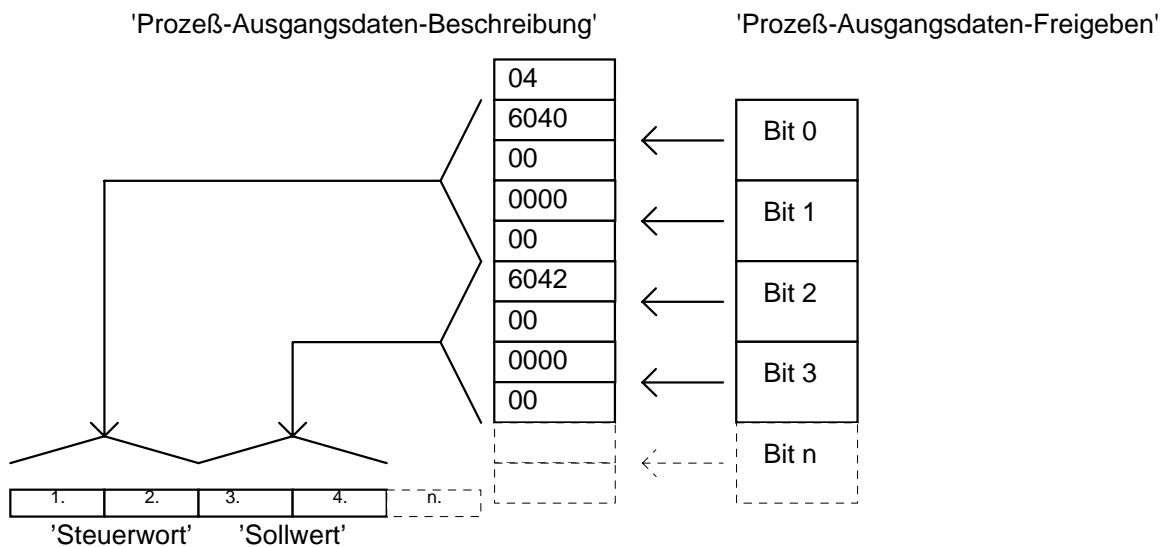 'Prozeß-Ausgangsdaten-Beschreibung' 'Prozeß-Ausgangsdaten-Freigeben'
04
6040
Bit 0
00
0000
Bit 1
00
6042
Bit 2
00
0000
Bit 3
00
Bit n
1. 2. 3. 4. n.
’Steuerwort’ ’Sollwert’